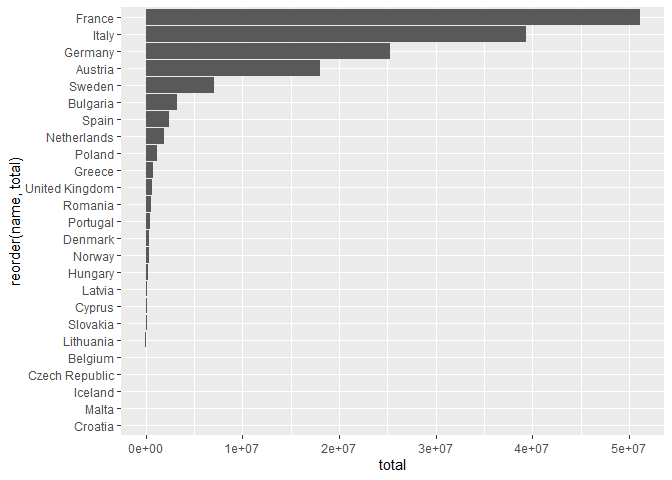 France
Italy
Germany
Austria
Sweden
Bulgaria
Spain
Netherlands
Poland
Greece
United Kingdom
Romania
Portugal
Denmark
Norway
Hungary
Latvia
Cyprus
Slovakia
Lithuania
Belgium
Czech Republic
Iceland
Malta
Croatia
reorder(name, total)
0e+00 1e+07 2e+07 3e+07 4e+07 5e+07
total